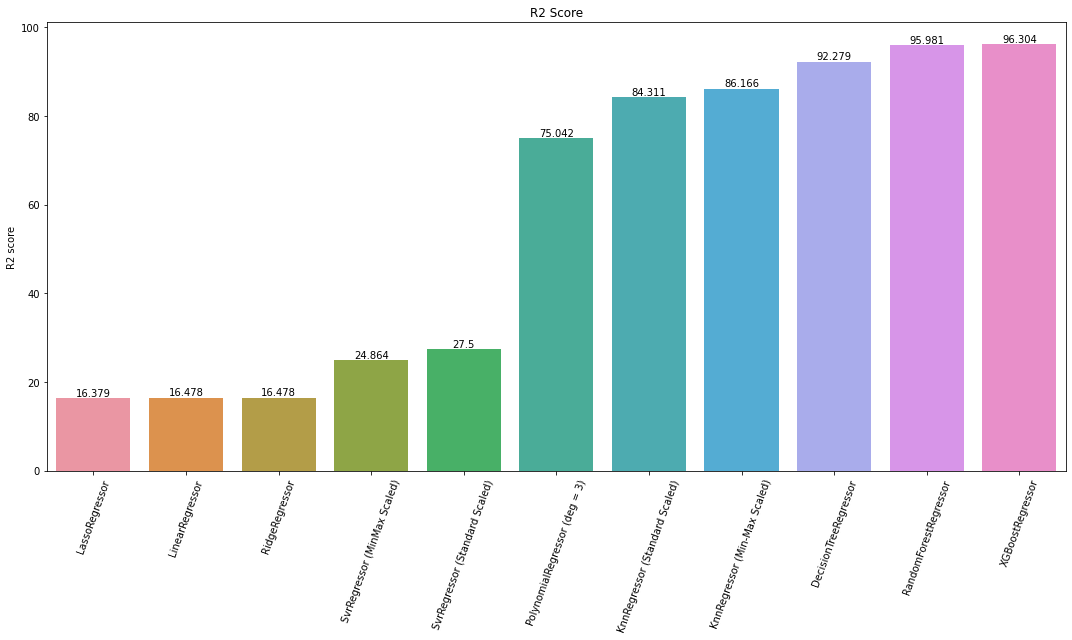 R2 Score
R2 score
100
80
60
40
20
0
16.379
16.478
16.478
24.864
27.5
75.042
84.311
86.166
92.279
95.981
96.304
LassoRegressor
LinearRegressor
RidgeRegressor
SvrRegressor (MinMax Scaled)
SvrRegressor (Standard Scaled)
PolynomialRegressor (deg = 3)
KnnRegressor (Standard Scaled)
KnnRegressor (Min-Max Scaled)
DecisionTreeRegressor
RandomForestRegressor
XGBoostRegressor